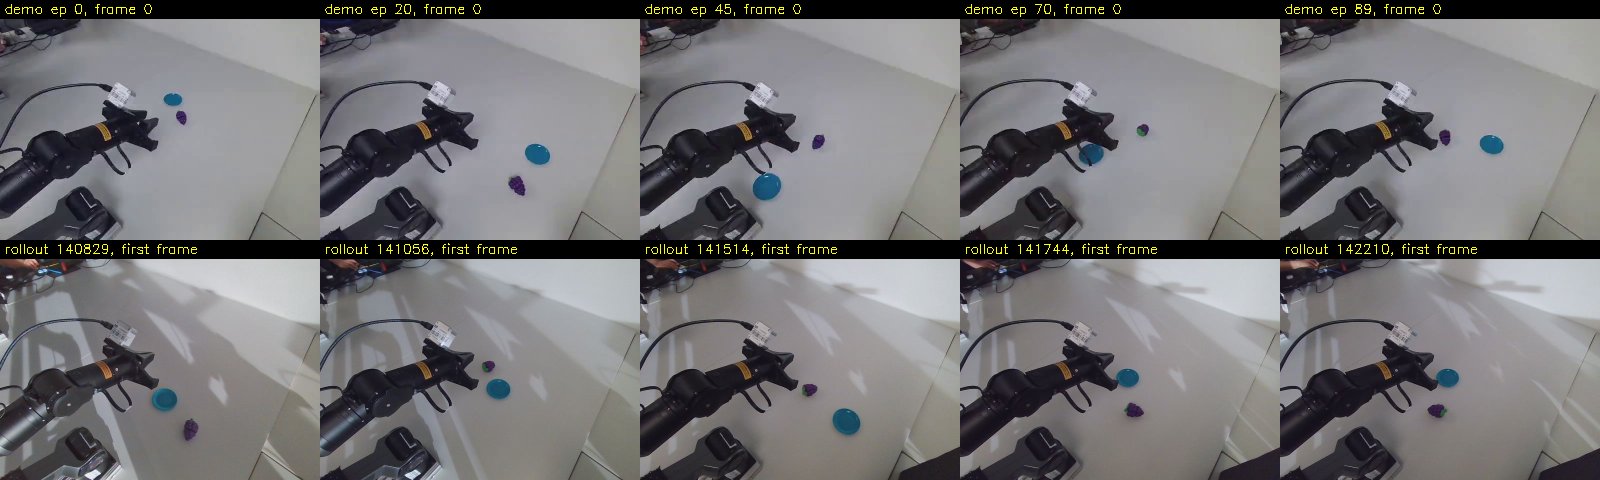 demo ep 0, frame 0
demo ep 20, frame 0
demo ep 45, frame 0
demo ep 70, frame 0
demo ep 89, frame 0
rollout 140829, first frame
rollout 141056, first frame
rollout 141514, first frame
rollout 141744, first frame
rollout 142210, first frame